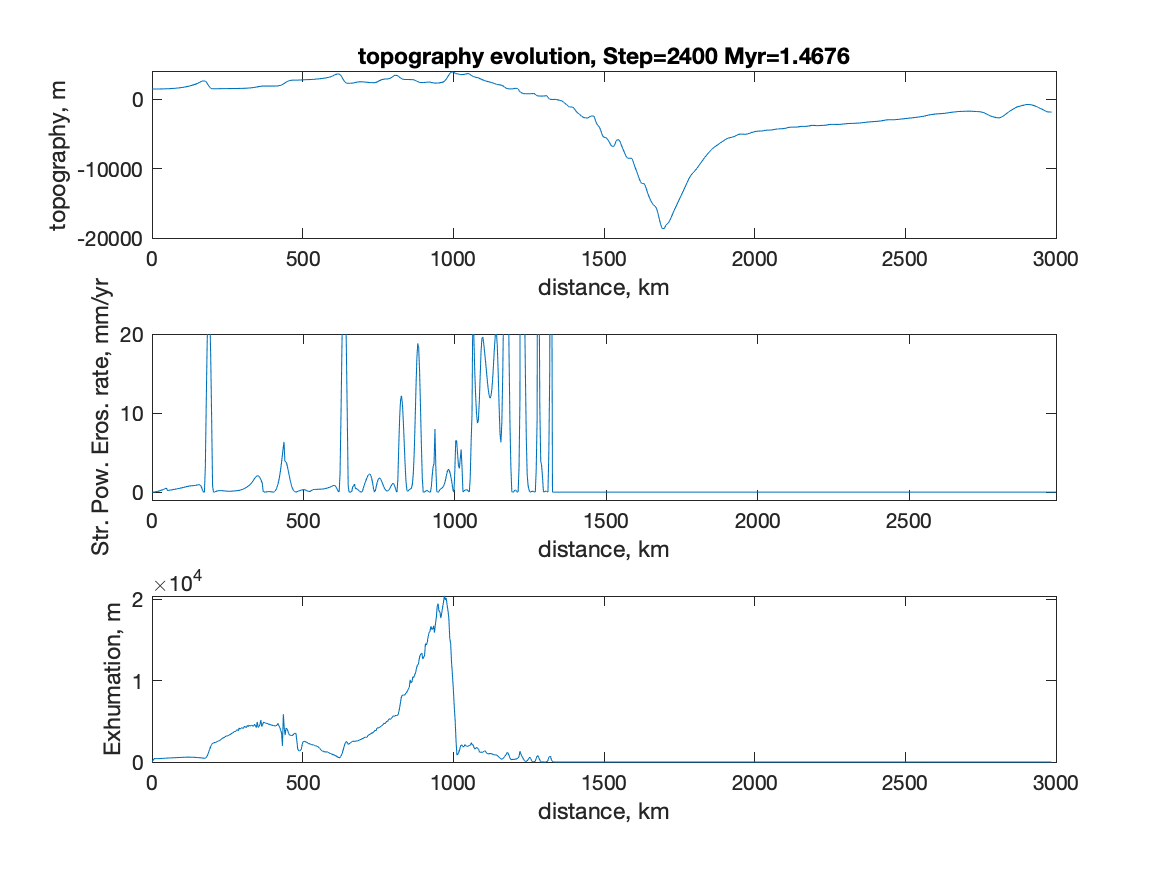 topography evolution, Step=2400 Myr=1.4676
topography, m
0
-10000
-20000
0 500 1000 1500 2000 2500 3000
distance, km
Str. Pow. Eros. rate, mm/yr
20
10
0
0 500 1000 1500 2000 2500
distance, km
×10⁴
Exhumation, m
2
1
0
0 500 1000 1500 2000 2500 3000
distance, km